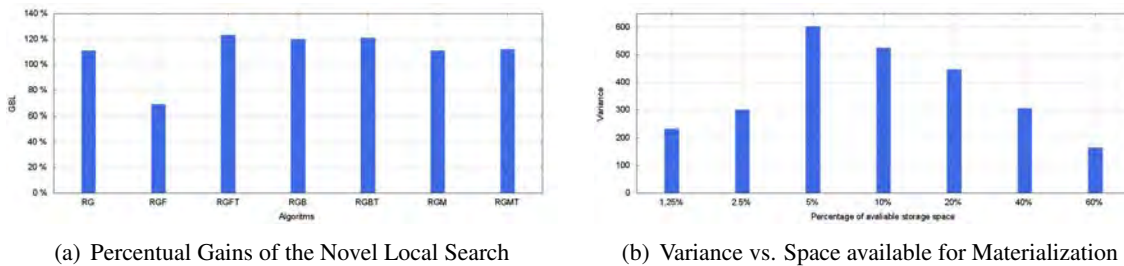 140 %
120 %
100 %
80 %
60 %
40 %
20 %
0 %
GBL
RG RGF RGFT RGB RGBT RGM RGMT
Algoritms
(a) Percentual Gains of the Novel Local Search
600
500
400
300
200
100
0
Variance
1,25% 2.5% 5% 10% 20% 40% 60%
Percentage of avaliable storage space
(b) Variance vs. Space available for Materialization